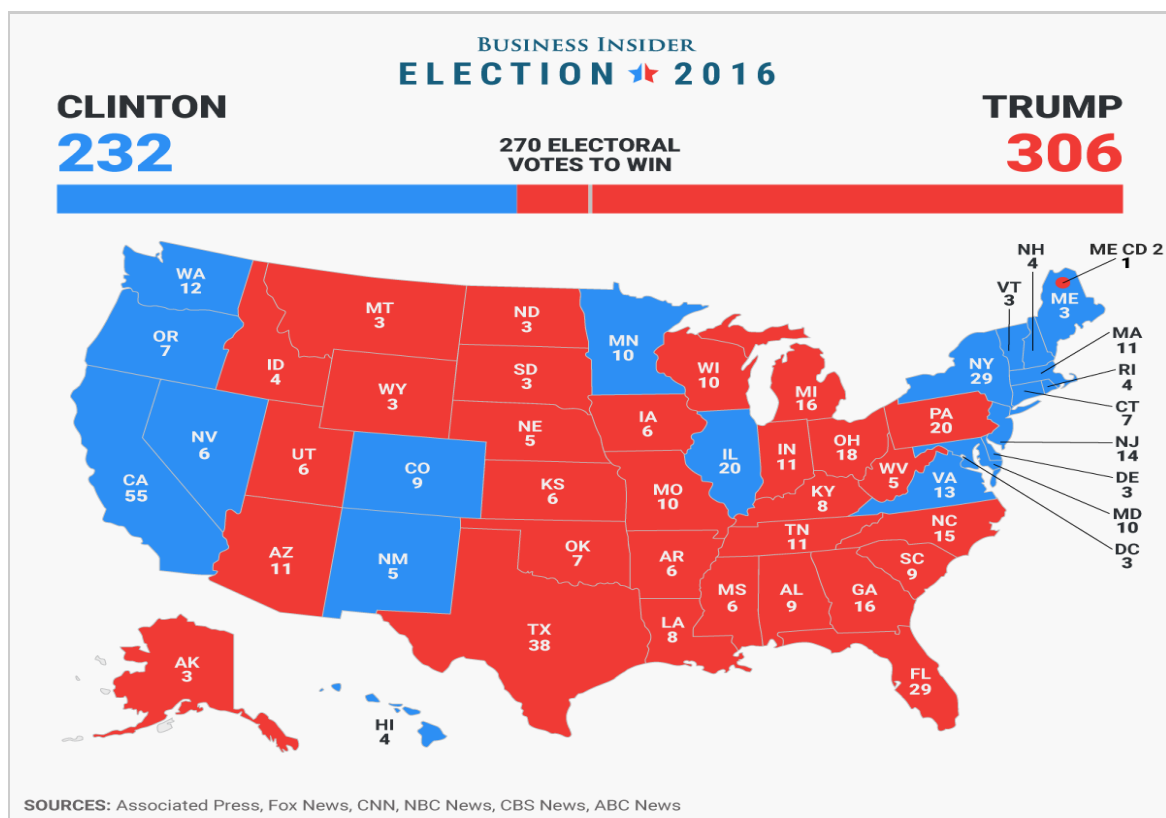 BUSINESS INSIDER
ELECTION 2016
CLINTON
232
270 ELECTORAL
VOTES TO WIN
TRUMP
306
WA
12
OR
7
CA
55
NV
6
ID
4
MT
3
WY
3
UT
6
AZ
11
CO
9
NM
5
ND
3
SD
3
NE
5
KS
6
OK
7
TX
38
MN
10
IA
6
MO
10
AR
6
LA
8
WI
10
IL
20
MI
16
IN
11
OH
18
KY
8
TN
11
MS
6
AL
9
GA
16
FL
29
SC
9
NC
15
VA
13
WV
5
PA
20
NY
29
VT
3
NH
4
ME CD 2
1
ME
3
MA
11
RI
4
CT
7
NJ
14
DE
3
MD
10
DC
3
AK
3
HI
4
SOURCES: Associated Press, Fox News, CNN, NBC News, CBS News, ABC News